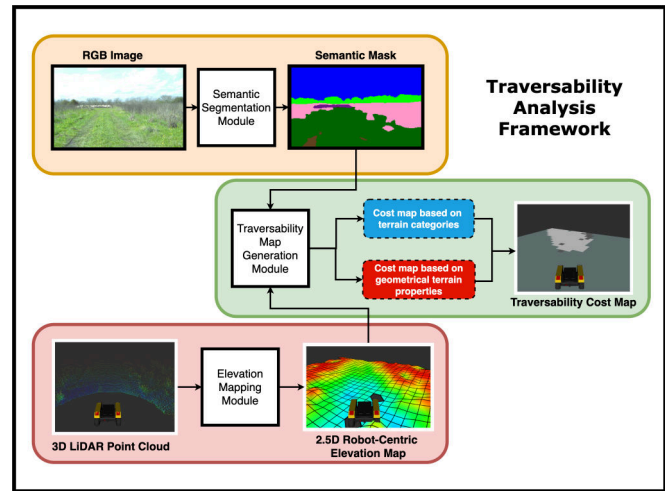 RGB Image
Semantic
Segmentation
Module
Semantic Mask
Traversability
Analysis
Framework
Traversability
Map
Generation
Module
Cost map based on
terrain categories
Cost map based on
geometrical terrain
properties
Traversability Cost Map
3D LiDAR Point Cloud
Elevation
Mapping
Module
2.5D Robot-Centric
Elevation Map